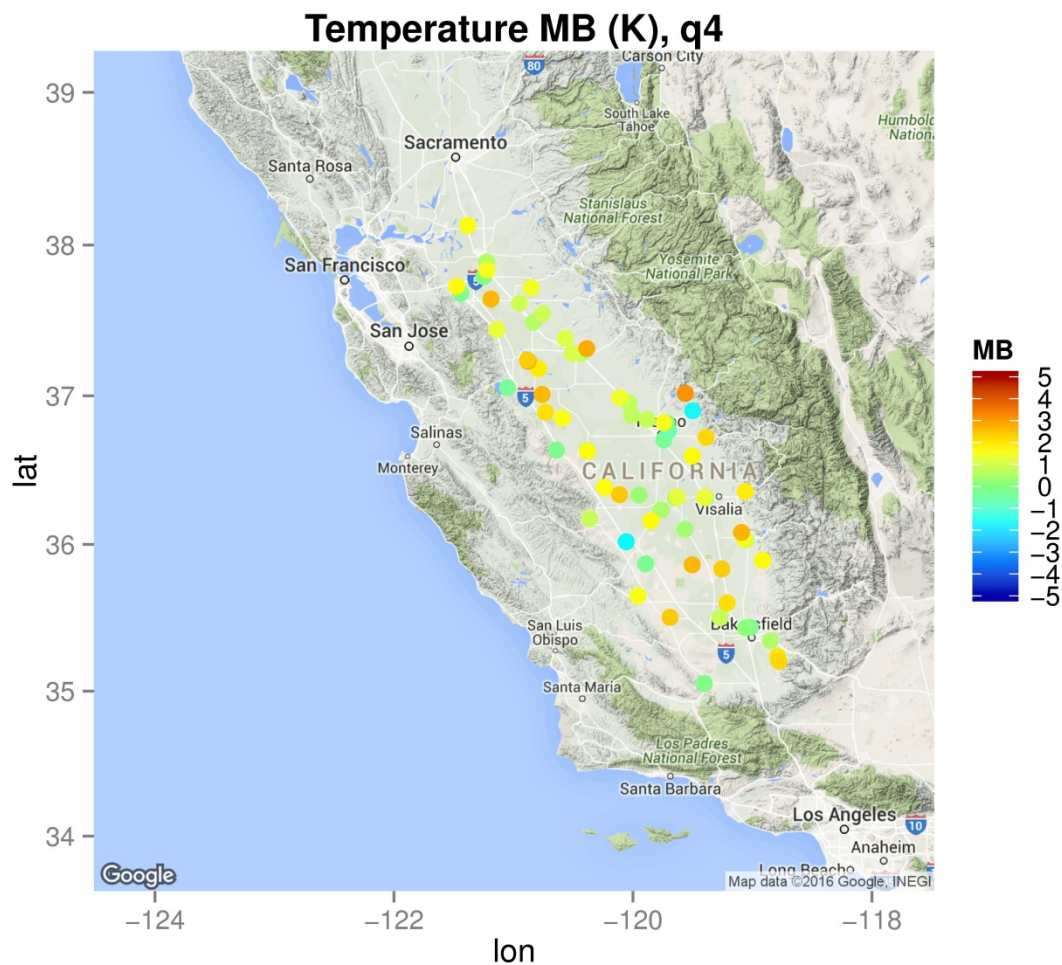 Temperature MB (K), q4
39
38
37
36
35
34
lat
−124
−122
−120
−118
lon
80
Carson City
South Lake
Tahoe
Humbol
Nation
Sacramento
Santa Rosa
Stanislaus
National Forest
San Francisco
5
Yosemite
National Park
San Jose
5
Salinas
Monterey
CALIFORNIA
Visalia
San Luis
Obispo
Bakersfield
5
Santa Maria
Los Padres
National Forest
Santa Barbara
Los Angeles
10
Anaheim
Long Beach
Google
Map data ©2016 Google, INEGI
MB
5
4
3
2
1
0
−1
−2
−3
−4
−5